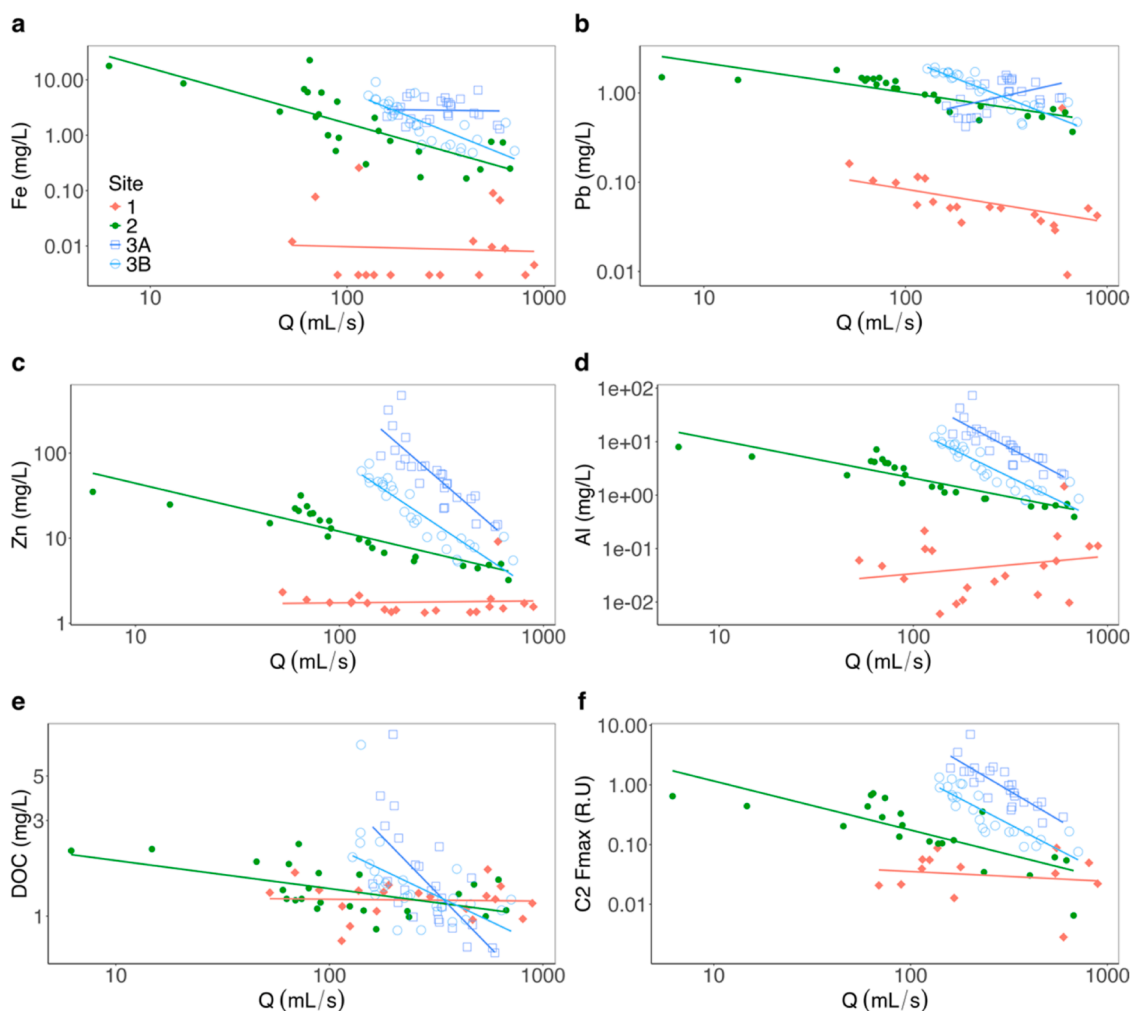 a
Fe (mg/L)
10.00
1.00
0.10
0.01
Site
1
2
3A
3B
10 100 1000
Q (mL/s)
b
Pb (mg/L)
1.00
0.10
0.01
10 100 1000
Q (mL/s)
c
Zn (mg/L)
100
10
1
10 100 1000
Q (mL/s)
d
Al (mg/L)
1e+02
1e+01
1e+00
1e-01
1e-02
10 100 1000
Q (mL/s)
e
DOC (mg/L)
5
3
1
10 100 1000
Q (mL/s)
f
C2 Fmax (R.U)
10.00
1.00
0.10
0.01
10 100 1000
Q (mL/s)